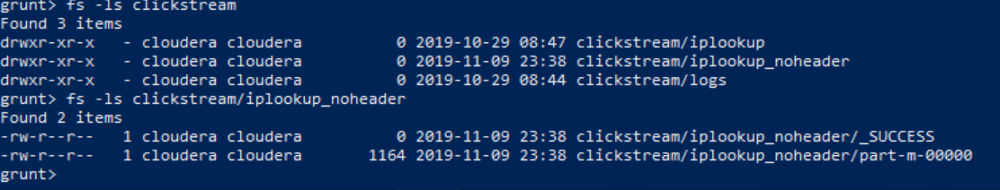 grunt> fs -ls clickstream
Found 3 items
drwxr-xr-x   - cloudera cloudera          0 2019-10-29 08:47 clickstream/iplookup
drwxr-xr-x   - cloudera cloudera          0 2019-11-09 23:38 clickstream/iplookup_noheader
drwxr-xr-x   - cloudera cloudera          0 2019-10-29 08:44 clickstream/logs
grunt> fs -ls clickstream/iplookup_noheader
Found 2 items
-rw-r--r--   1 cloudera cloudera          0 2019-11-09 23:38 clickstream/iplookup_noheader/_SUCCESS
-rw-r--r--   1 cloudera cloudera       1164 2019-11-09 23:38 clickstream/iplookup_noheader/part-m-00000
grunt>